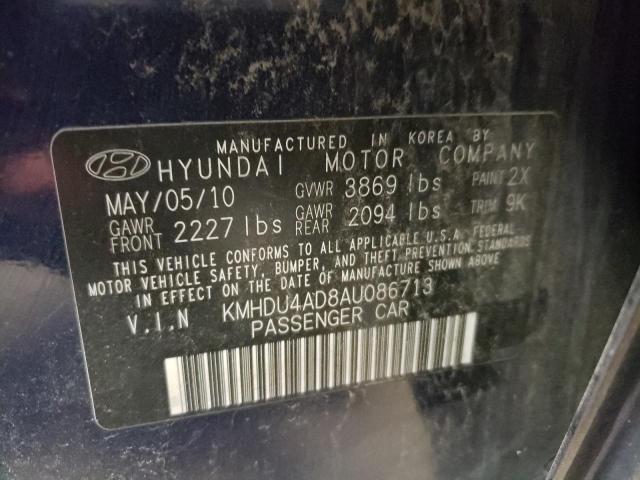 MANUFACTURED IN KOREA BY
HYUNDAI MOTOR COMPANY
MAY/05/10 GVWR 3869 lbs PAINT 2X
GAWR FRONT 2227 lbs GAWR REAR 2094 lbs TRIM 9K
THIS VEHICLE CONFORMS TO ALL APPLICABLE U.S.A. FEDERAL
MOTOR VEHICLE SAFETY, BUMPER, AND THEFT PREVENTION STANDARDS
IN EFFECT ON THE DATE OF MANUFACTURE SHOWN ABOVE.
V.I.N KMHDU4AD8AU086713
PASSENGER CAR